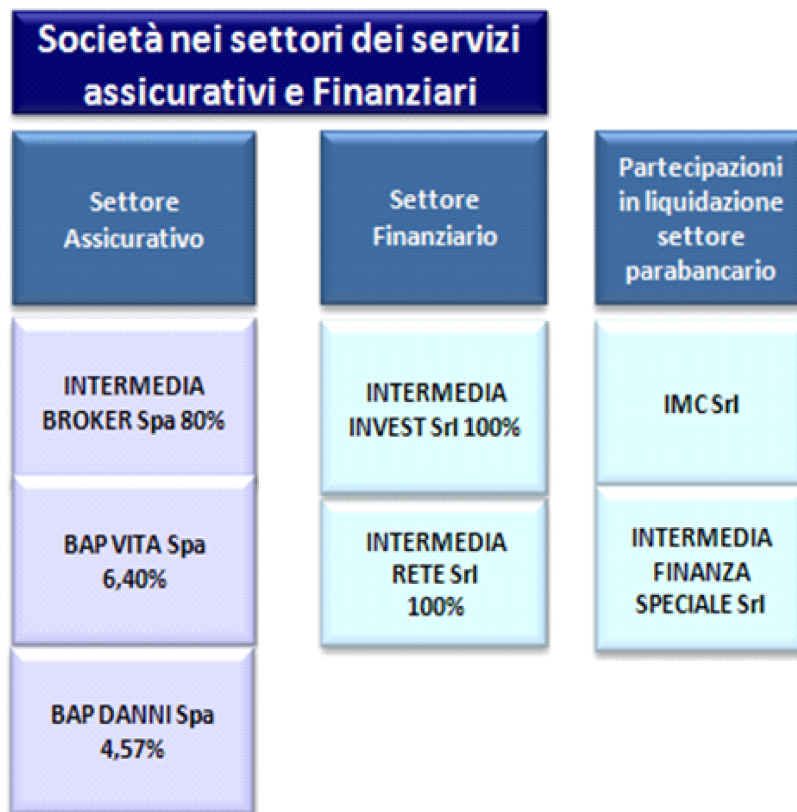 Società nei settori dei servizi
assicurativi e Finanziari
Settore
Assicurativo
INTERMEDIA
BROKER Spa 80%
BAP VITA Spa
6,40%
BAP DANNI Spa
4,57%
Settore
Finanziario
INTERMEDIA
INVEST Srl 100%
INTERMEDIA
RETE Srl
100%
Partecipazioni
in liquidazione
settore
parabancario
IMC Srl
INTERMEDIA
FINANZA
SPECIALE Srl